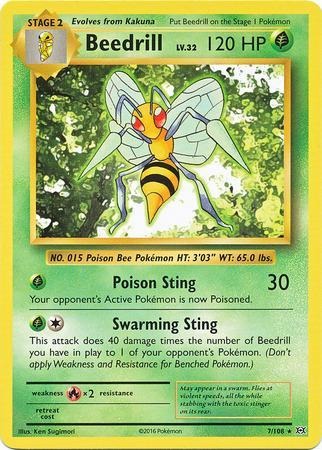 STAGE 2
Evolves from Kakuna
Put Beedrill on the Stage 1 Pokémon
Beedrill LV.32 120 HP
NO. 015 Poison Bee Pokémon HT: 3'03" WT: 65.0 lbs.
Poison Sting 30
Your opponent's Active Pokémon is now Poisoned.
Swarming Sting
This attack does 40 damage times the number of Beedrill
you have in play to 1 of your opponent's Pokémon. (Don't
apply Weakness and Resistance for Benched Pokémon.)
weakness ×2 resistance
retreat
cost
May appear in a swarm. Flies at
violent speeds, all the while
stabbing with the toxic stinger
on its rear.
Illus. Ken Sugimori
©2016 Pokémon
7/108 ★